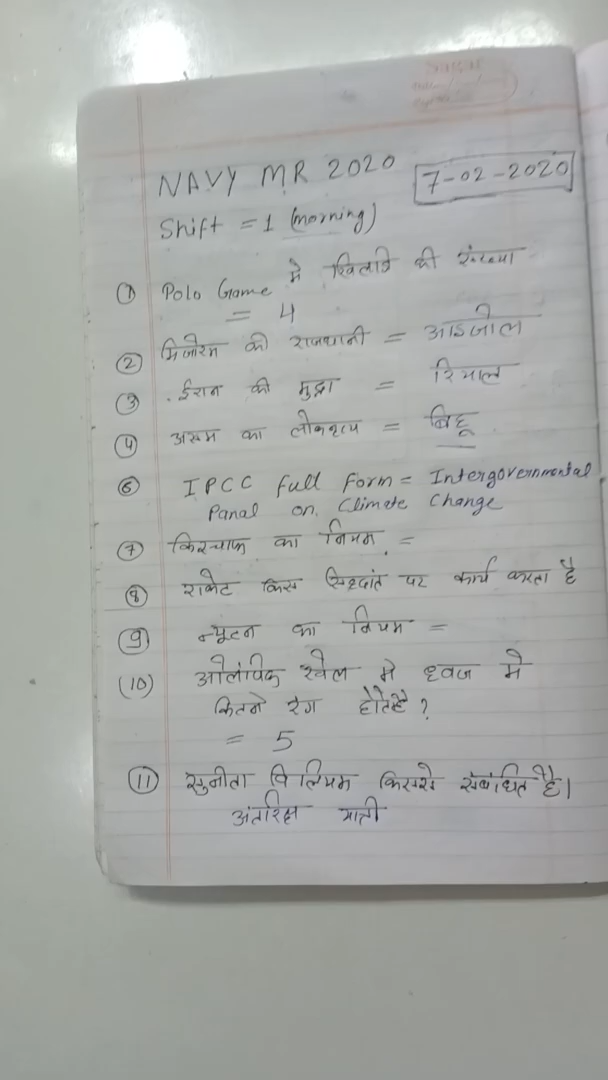 NAVY MR 2020
7-02-2020
Shift = 1 (morning)
① Polo Game में खिलाड़ि की संख्या
= 4
② मिजोरम की राजधानी = आइजोल
③ . ईरान की मुद्रा = रियाल
④ असम का लोकनृत्य = बिहू
⑥ IPCC full form = Intergovernmental
Panal on Climate Change
⑦ किरचाफ का नियम =
⑧ राकेट किस सिद्दांत पर कार्य करता है
⑨ न्यूटन का नियम =
(10) ओलंपिक खेल मे ध्वज मे
कितने रंग होतेहै ?
= 5
⑪ सुनीता विलियम किससे संबंधित है।
अंतरिक्ष यात्री